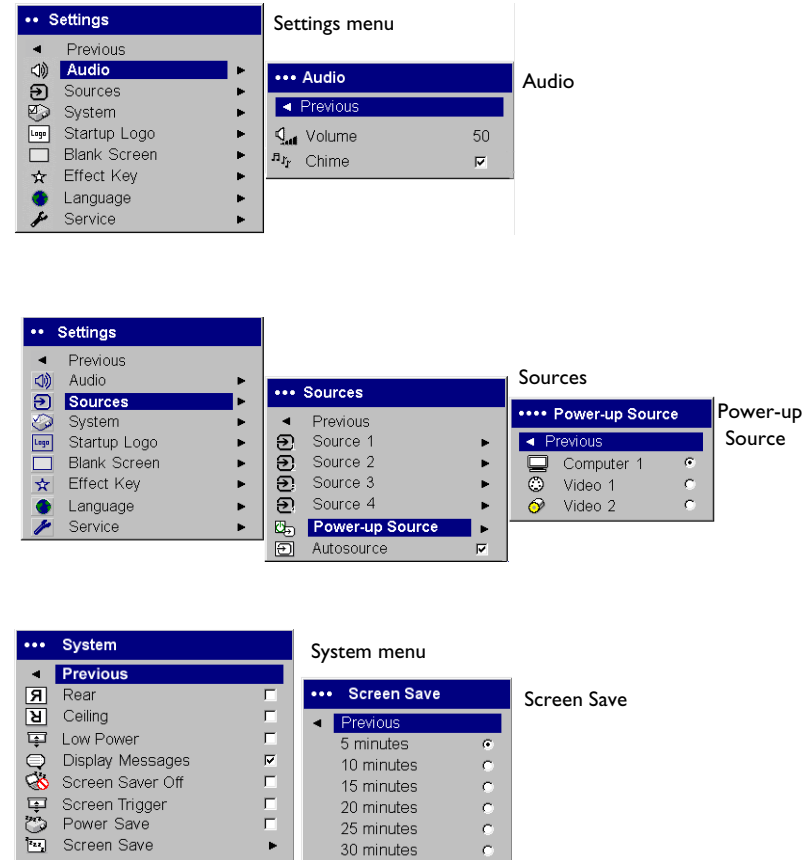 •• Settings
Previous
Audio
Sources
System
Logo Startup Logo
Blank Screen
Effect Key
Language
Service
Settings menu
••• Audio
Previous
Volume 50
Chime
Audio
•• Settings
Previous
Audio
Sources
System
Logo Startup Logo
Blank Screen
Effect Key
Language
Service
••• Sources
Previous
Source 1
Source 2
Source 3
Source 4
Power-up Source
Autosource
Sources
•••• Power-up Source
Previous
Computer 1
Video 1
Video 2
Power-up
Source
••• System
Previous
Rear
Ceiling
Low Power
Display Messages
Screen Saver Off
Screen Trigger
Power Save
Screen Save
System menu
••• Screen Save
Previous
5 minutes
10 minutes
15 minutes
20 minutes
25 minutes
30 minutes
Screen Save